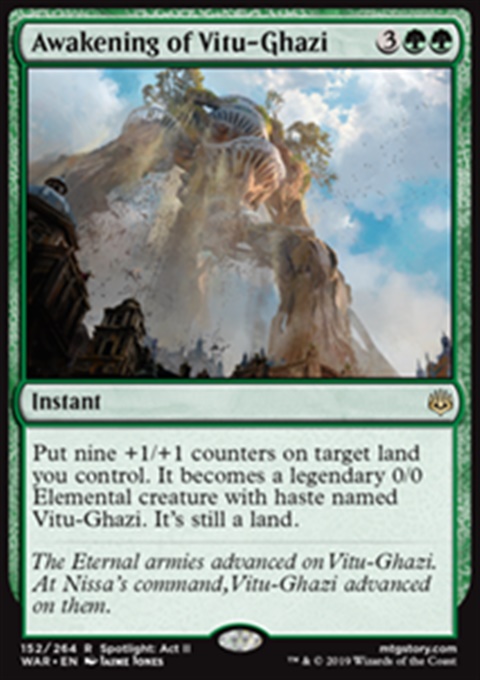 Awakening of Vitu-Ghazi 3
Instant
Put nine +1/+1 counters on target land
you control. It becomes a legendary 0/0
Elemental creature with haste named
Vitu-Ghazi. It's still a land.
The Eternal armies advanced on Vitu-Ghazi.
At Nissa's command, Vitu-Ghazi advanced
on them.
152/264 R Spotlight: Act II mtgstory.com
WAR • EN Jaime Jones ™ & © 2019 Wizards of the Coast